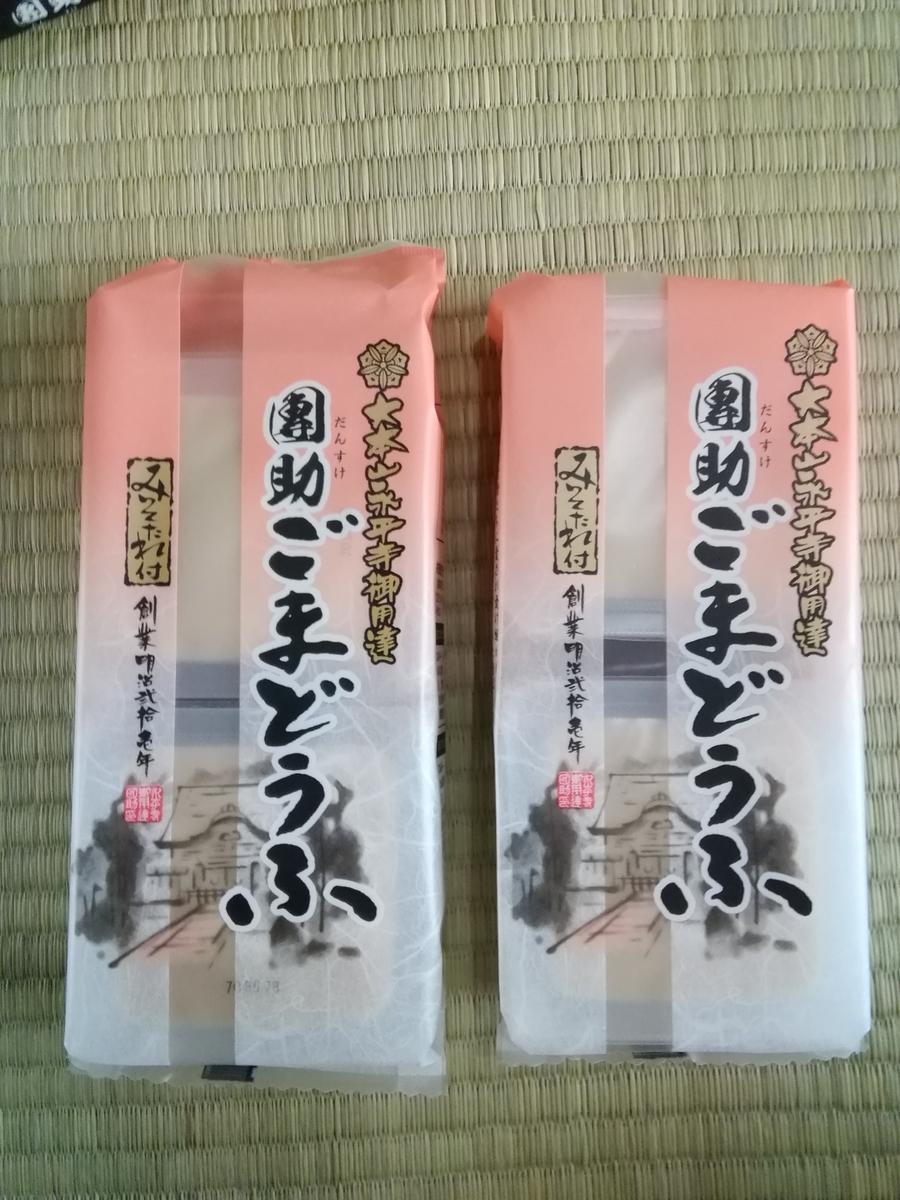 大本山永平寺御用達
だんすけ
團助ごまどうふ
みそたれ付
創業明治弐拾壱年
大本山永平寺御用達
だんすけ
團助ごまどうふ
みそたれ付
創業明治弐拾壱年